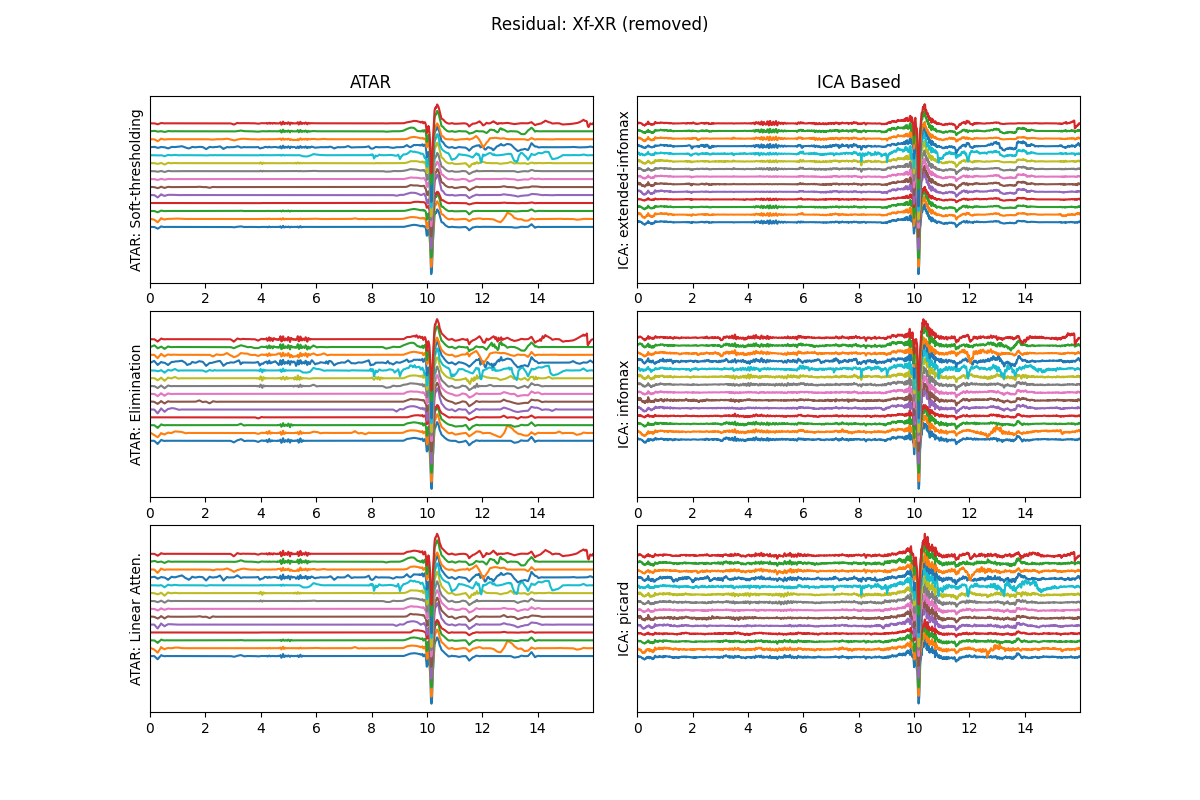 Residual: Xf-XR (removed)
ATAR
ICA Based
ATAR: Soft-thresholding
0 2 4 6 8 10 12 14
ICA: extended-infomax
0 2 4 6 8 10 12 14
ATAR: Elimination
0 2 4 6 8 10 12 14
ICA: infomax
0 2 4 6 8 10 12 14
ATAR: Linear Atten.
0 2 4 6 8 10 12 14
ICA: picard
0 2 4 6 8 10 12 14